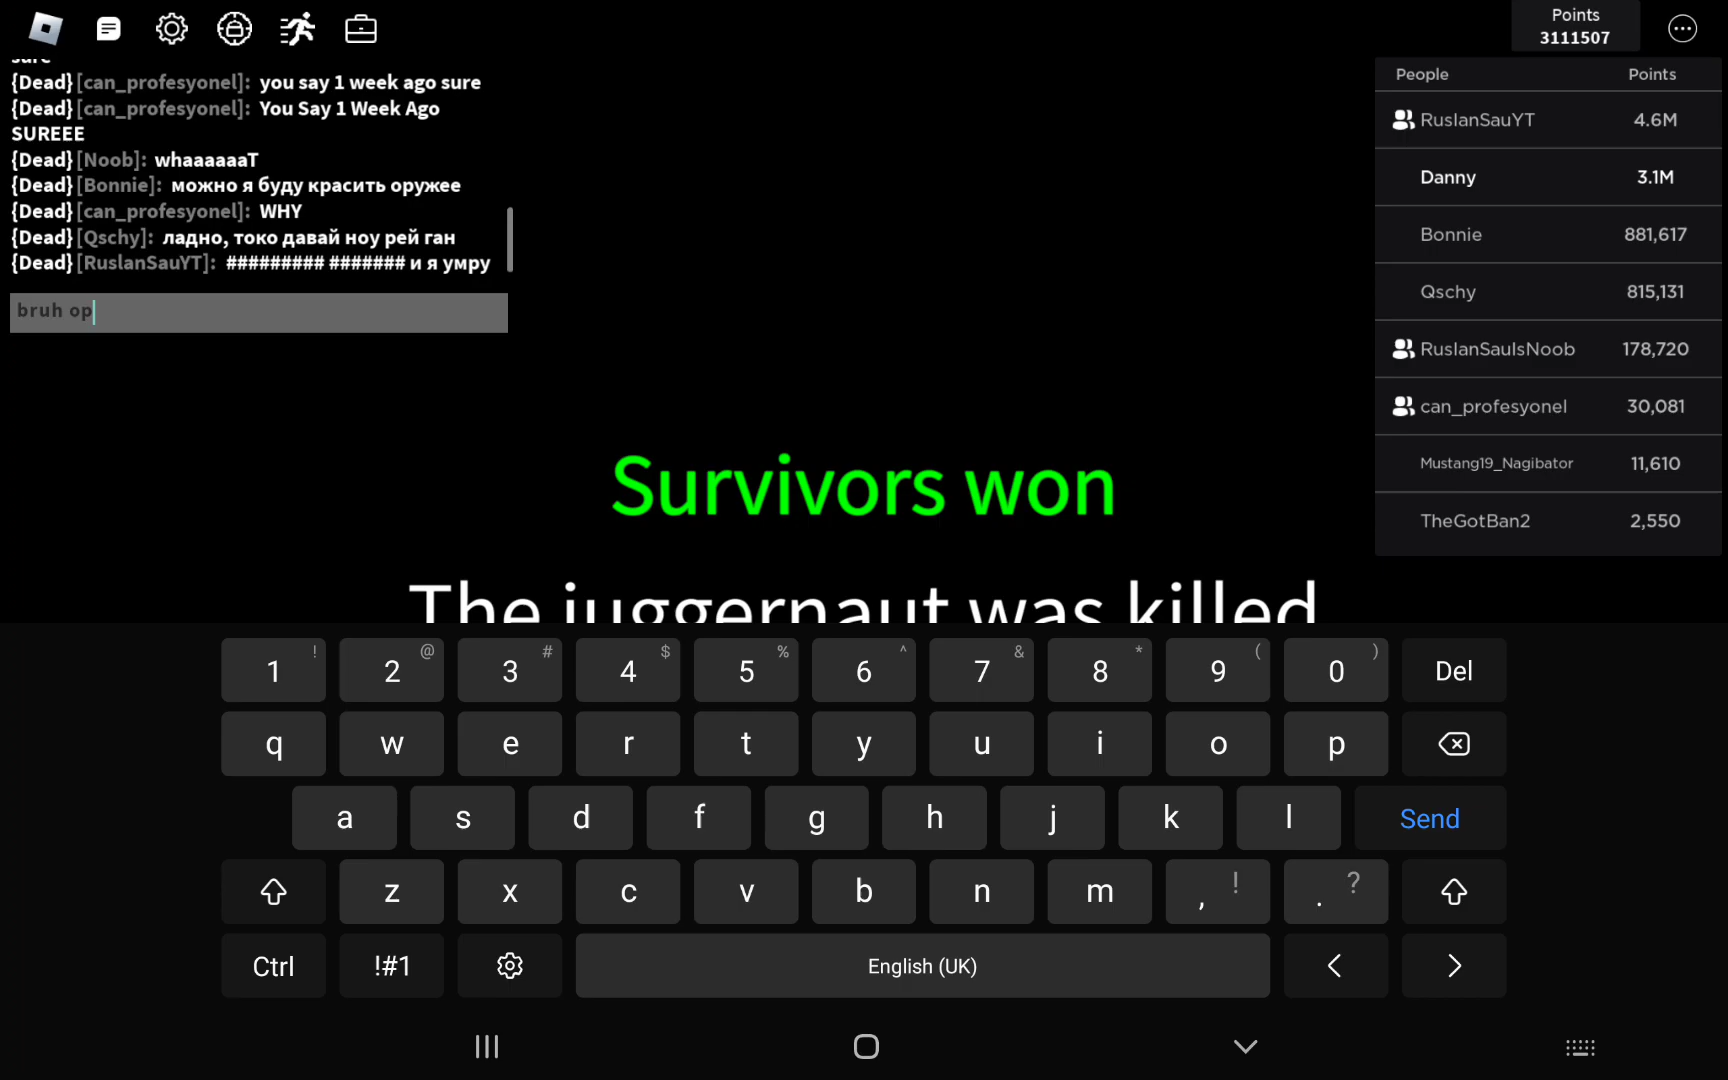 Points
3111507
sure
{Dead}[can_profesyonel]: you say 1 week ago sure
{Dead}[can_profesyonel]: You Say 1 Week Ago
SUREEE
{Dead}[Noob]: whaaaaaaT
{Dead}[Bonnie]: можно я буду красить оружее
{Dead}[can_profesyonel]: WHY
{Dead}[Qschy]: ладно, токо давай ноу рей ган
{Dead}[RuslanSauYT]: ######### ####### и я умру
bruh op
People Points
RuslanSauYT 4.6M
Danny 3.1M
Bonnie 881,617
Qschy 815,131
RuslanSauIsNoob 178,720
can_profesyonel 30,081
Mustang19_Nagibator 11,610
TheGotBan2 2,550
Survivors won
The juggernaut was killed
1 ! 2 @ 3 # 4 $ 5 % 6 ^ 7 & 8 * 9 ( 0 ) Del
q w e r t y u i o p
a s d f g h j k l Send
z x c v b n m , ! . ?
Ctrl !#1 English (UK) < >